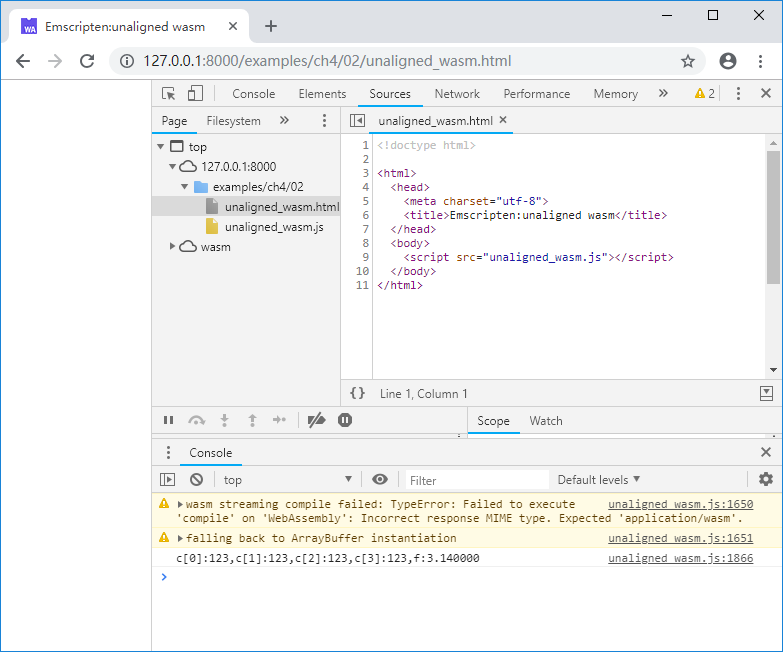 WA
Emscripten:unaligned wasm
127.0.0.1:8000/examples/ch4/02/unaligned_wasm.html
Console Elements Sources Network Performance Memory » 2
Page Filesystem »
unaligned_wasm.html
top
127.0.0.1:8000
examples/ch4/02
unaligned_wasm.html
unaligned_wasm.js
wasm
1 <!doctype html>
2
3 <html>
4 <head>
5 <meta charset="utf-8">
6 <title>Emscripten:unaligned wasm</title>
7 </head>
8 <body>
9 <script src="unaligned_wasm.js"></script>
10 </body>
11 </html>
{} Line 1, Column 1
Scope Watch
Console
top Filter Default levels
wasm streaming compile failed: TypeError: Failed to execute unaligned_wasm.js:1650
'compile' on 'WebAssembly': Incorrect response MIME type. Expected 'application/wasm'.
falling back to ArrayBuffer instantiation unaligned_wasm.js:1651
c[0]:123,c[1]:123,c[2]:123,c[3]:123,f:3.140000 unaligned_wasm.js:1866